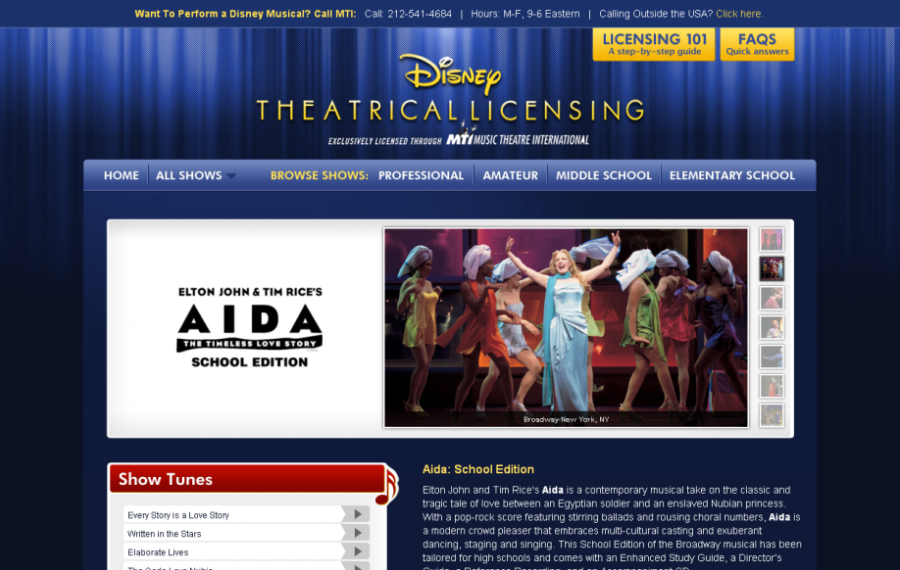 Want To Perform a Disney Musical? Call MTI: Call: 212-541-4684 | Hours: M-F, 9-6 Eastern | Calling Outside the USA? Click here.
LICENSING 101
A step-by-step guide
FAQS
Quick answers
Disney
THEATRICAL LICENSING
EXCLUSIVELY LICENSED THROUGH MTI MUSIC THEATRE INTERNATIONAL
HOME ALL SHOWS BROWSE SHOWS: PROFESSIONAL AMATEUR MIDDLE SCHOOL ELEMENTARY SCHOOL
ELTON JOHN & TIM RICE'S
AIDA
THE TIMELESS LOVE STORY
SCHOOL EDITION
Broadway-New York, NY
Show Tunes
Every Story is a Love Story
Written in the Stars
Elaborate Lives
The Gods Love Nubia
Aida: School Edition
Elton John and Tim Rice's Aida is a contemporary musical take on the classic and
tragic tale of love between an Egyptian soldier and an enslaved Nubian princess.
With a pop-rock score featuring stirring ballads and rousing choral numbers, Aida is
a modern crowd pleaser that embraces multi-cultural casting and exuberant
dancing, staging and singing. This School Edition of the Broadway musical has been
tailored for high schools and comes with an Enhanced Study Guide, a Director's
Guide, a Reference Recording, and an Accompaniment CD.